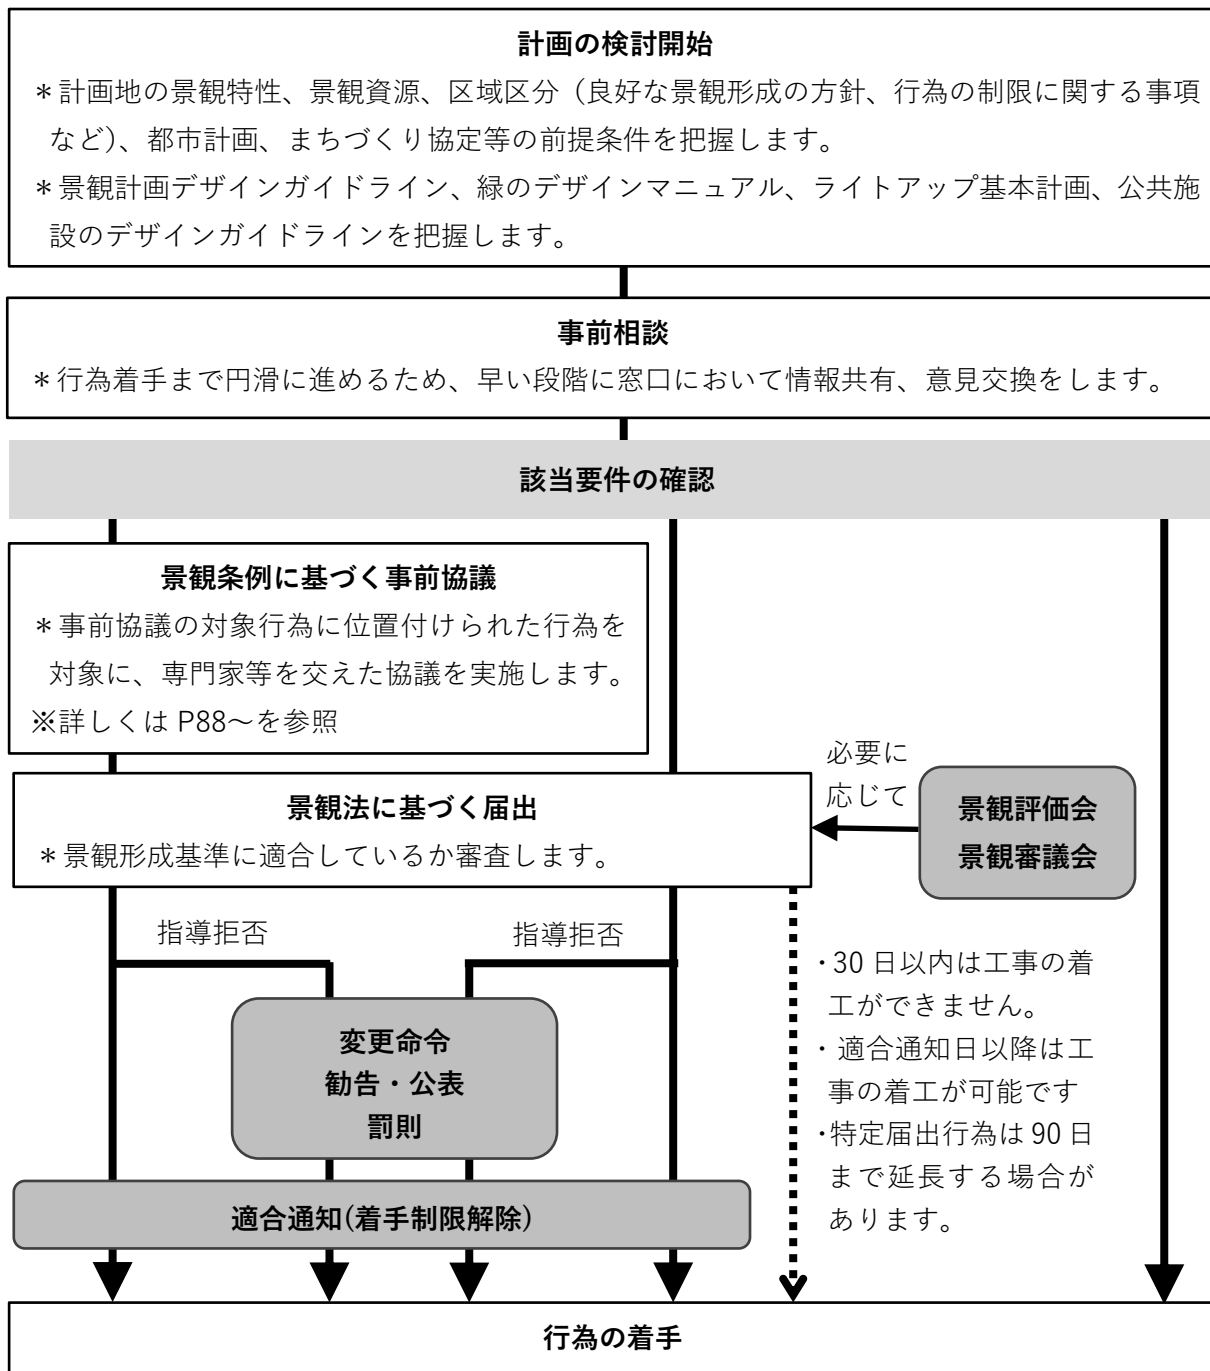 計画の検討開始
＊計画地の景観特性、景観資源、区域区分（良好な景観形成の方針、行為の制限に関する事項
など）、都市計画、まちづくり協定等の前提条件を把握します。
＊景観計画デザインガイドライン、緑のデザインマニュアル、ライトアップ基本計画、公共施
設のデザインガイドラインを把握します。
事前相談
＊行為着手まで円滑に進めるため、早い段階に窓口において情報共有、意見交換をします。
該当要件の確認
景観条例に基づく事前協議
＊事前協議の対象行為に位置付けられた行為を
対象に、専門家等を交えた協議を実施します。
※詳しくは P88～を参照
必要に
応じて
景観評価会
景観審議会
景観法に基づく届出
＊景観形成基準に適合しているか審査します。
指導拒否
指導拒否
変更命令
勧告・公表
罰則
・30 日以内は工事の着
工ができません。
・適合通知日以降は工
事の着工が可能です
・特定届出行為は 90 日
まで延長する場合が
あります。
適合通知(着手制限解除)
行為の着手